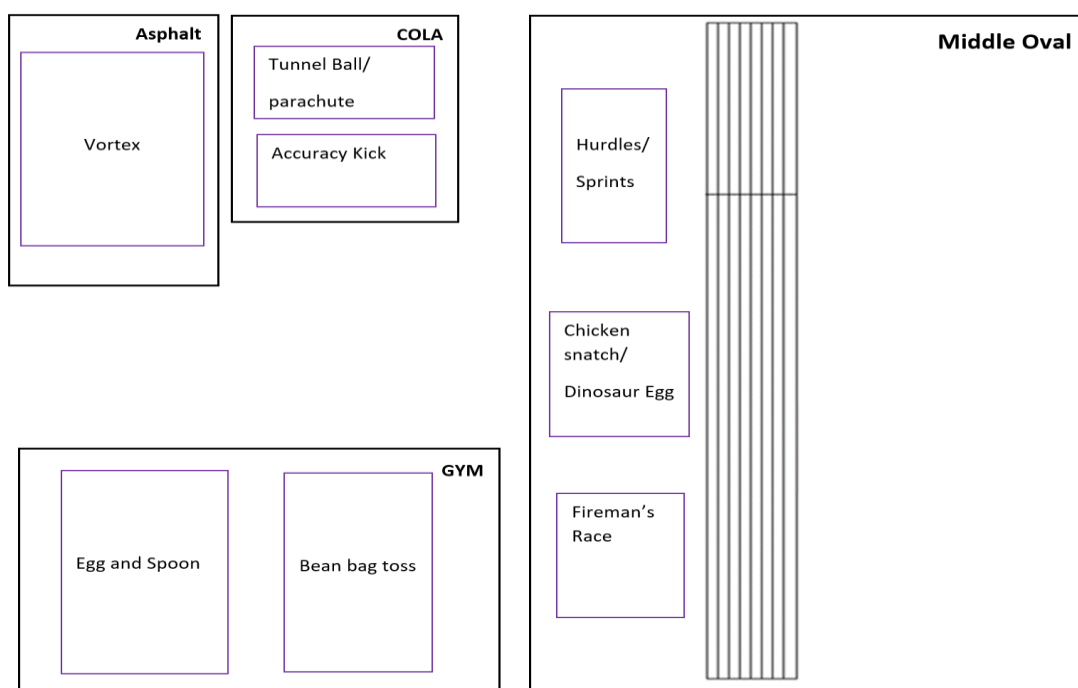 Asphalt
Vortex
COLA
Tunnel Ball/
parachute
Accuracy Kick
Middle Oval
Hurdles/
Sprints
Chicken
snatch/
Dinosaur Egg
Fireman’s
Race
GYM
Egg and Spoon
Bean bag toss